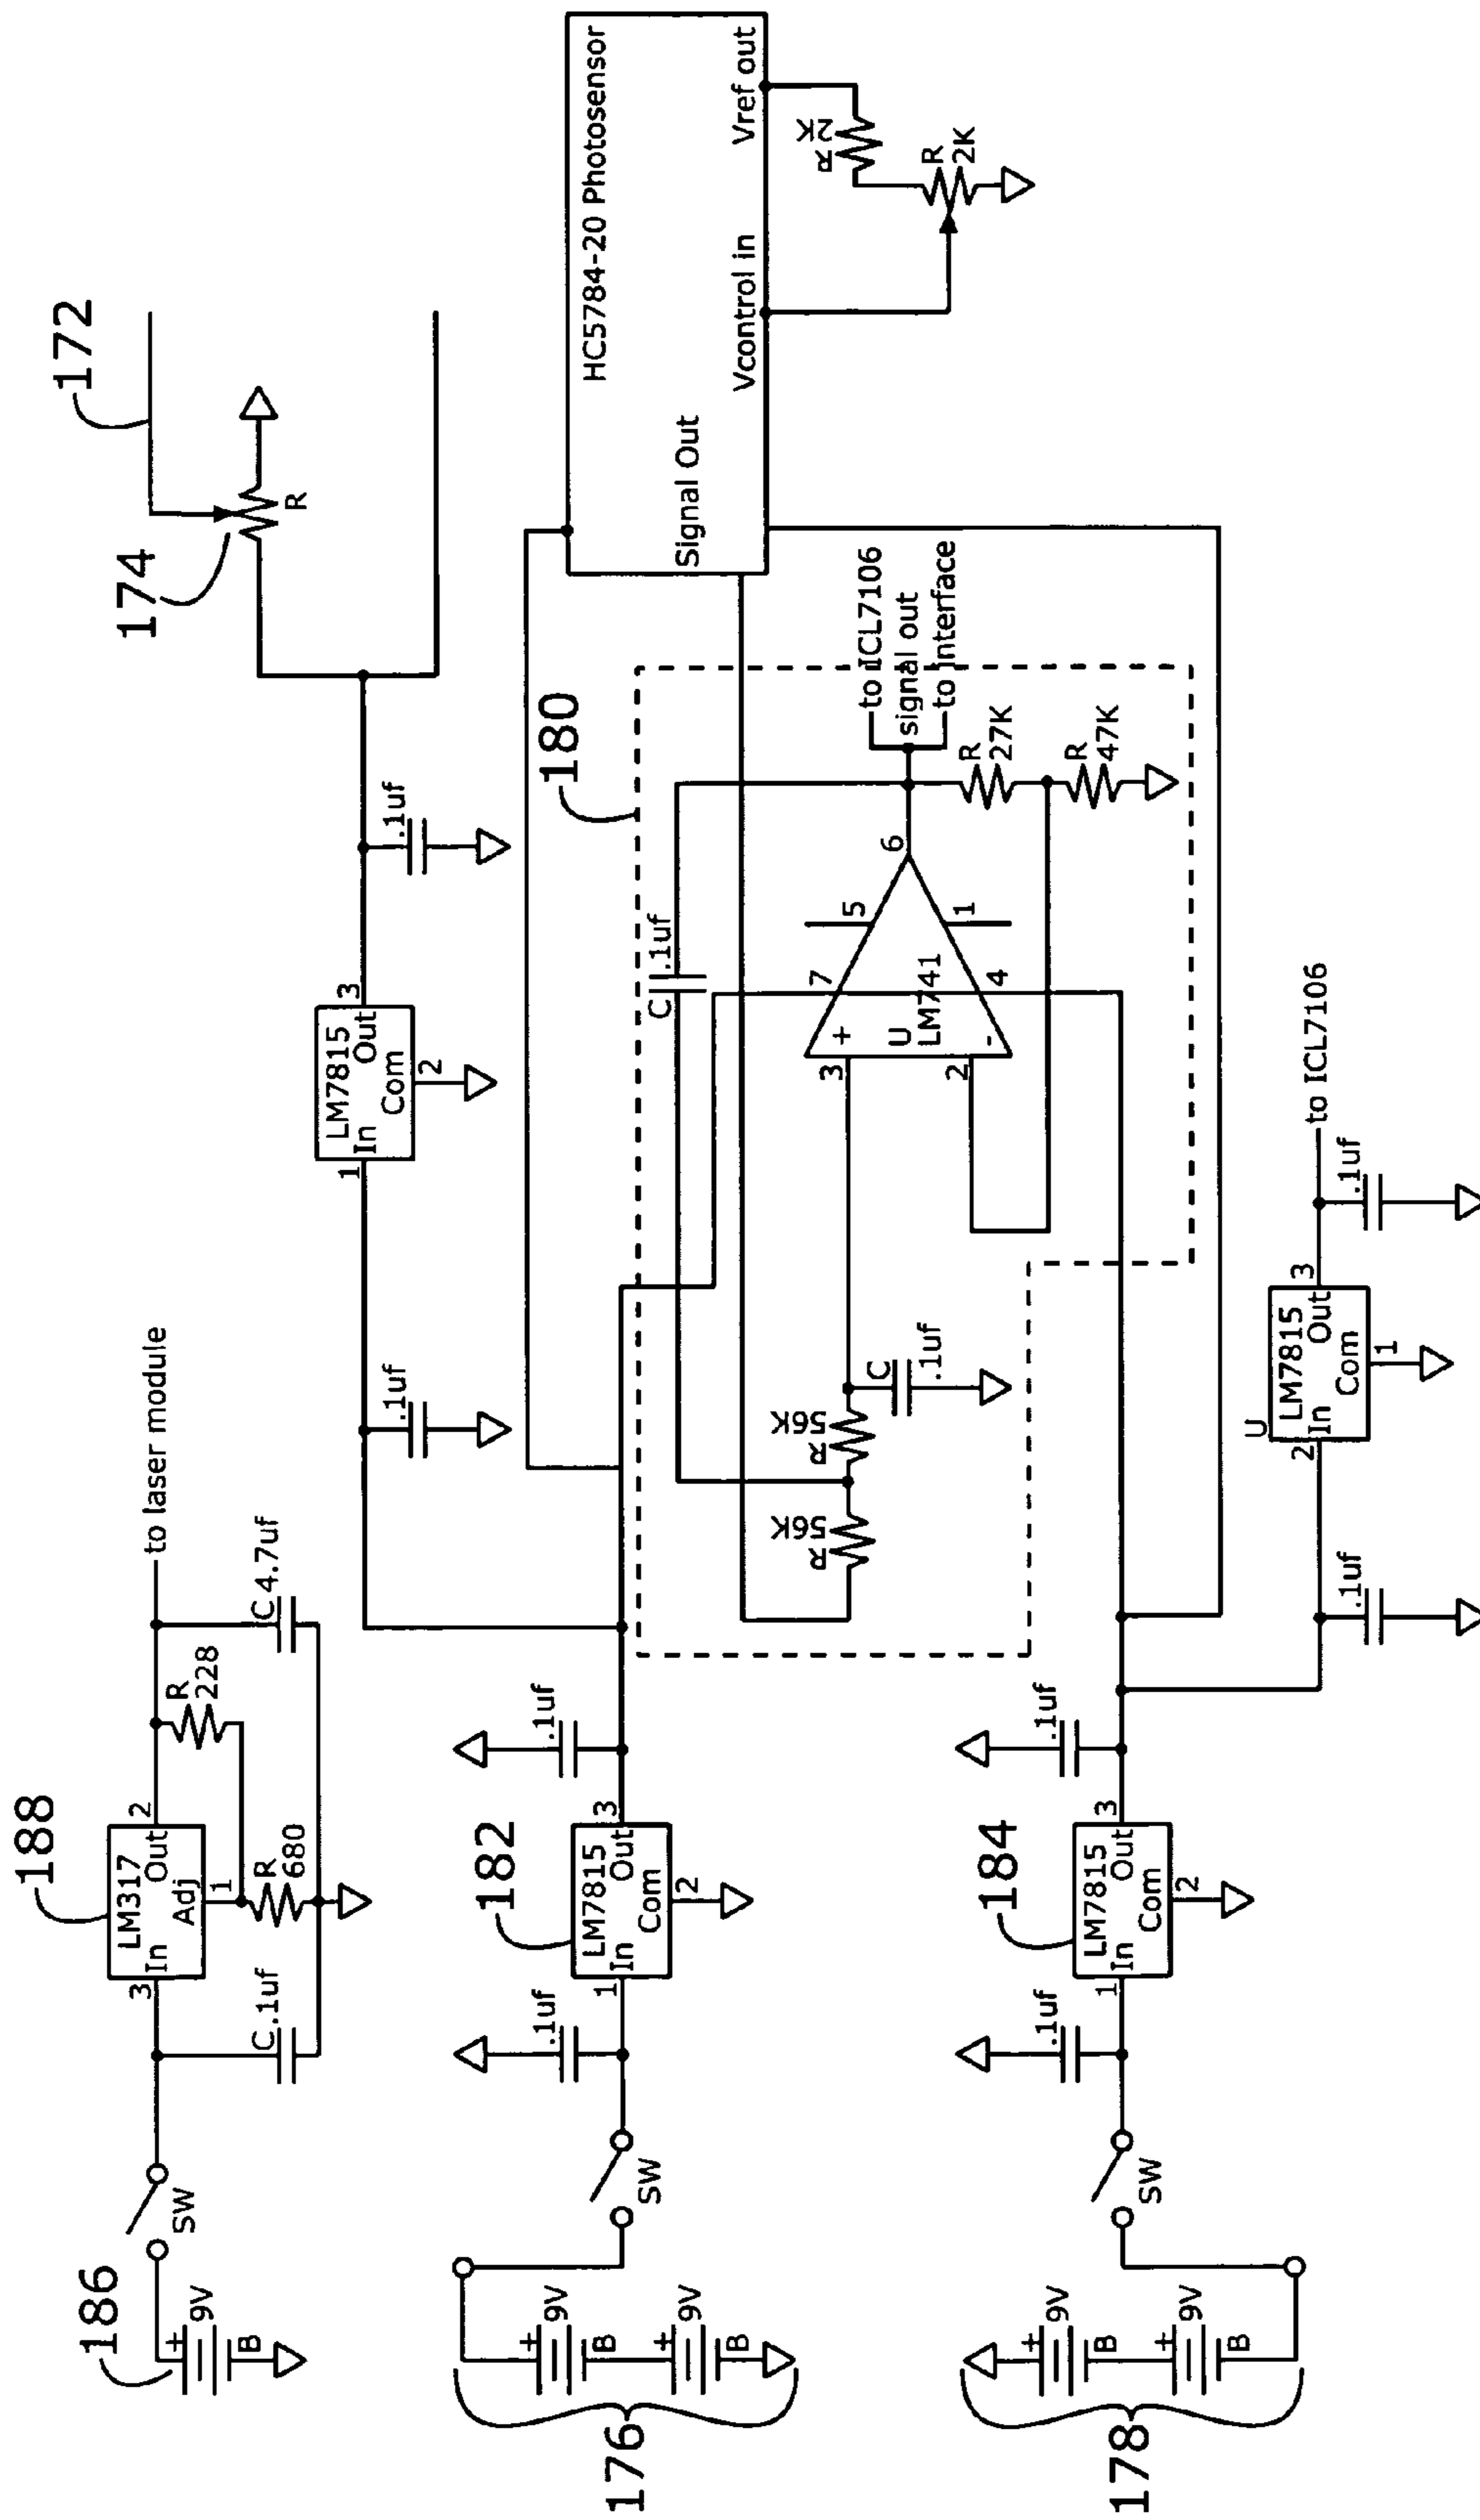 186
+
9V
B
SW
C .1uf
188
LM317
In
Out
Adj
3
2
1
R
680
R
228
C 4.7uf
to laser module
.1uf
LM7815
In
Out
Com
1
3
2
.1uf
174
R
172
176
+
9V
B
+
9V
B
SW
.1uf
182
LM7815
In
Out
Com
1
3
2
.1uf
180
R
56K
R
56K
C
.1uf
C
.1uf
3
2
+
-
U
LM741
7
4
5
1
6
to ICL7106
signal out
to interface
R
27K
R
47K
HC5784-20 Photosensor
Signal Out
Vcontrol in
Vref out
R
2K
R
2K
178
+
9V
B
+
9V
B
SW
.1uf
184
LM7815
In
Out
Com
1
3
2
.1uf
.1uf
U
LM7815
In
Out
Com
2
3
1
.1uf
to ICL7106